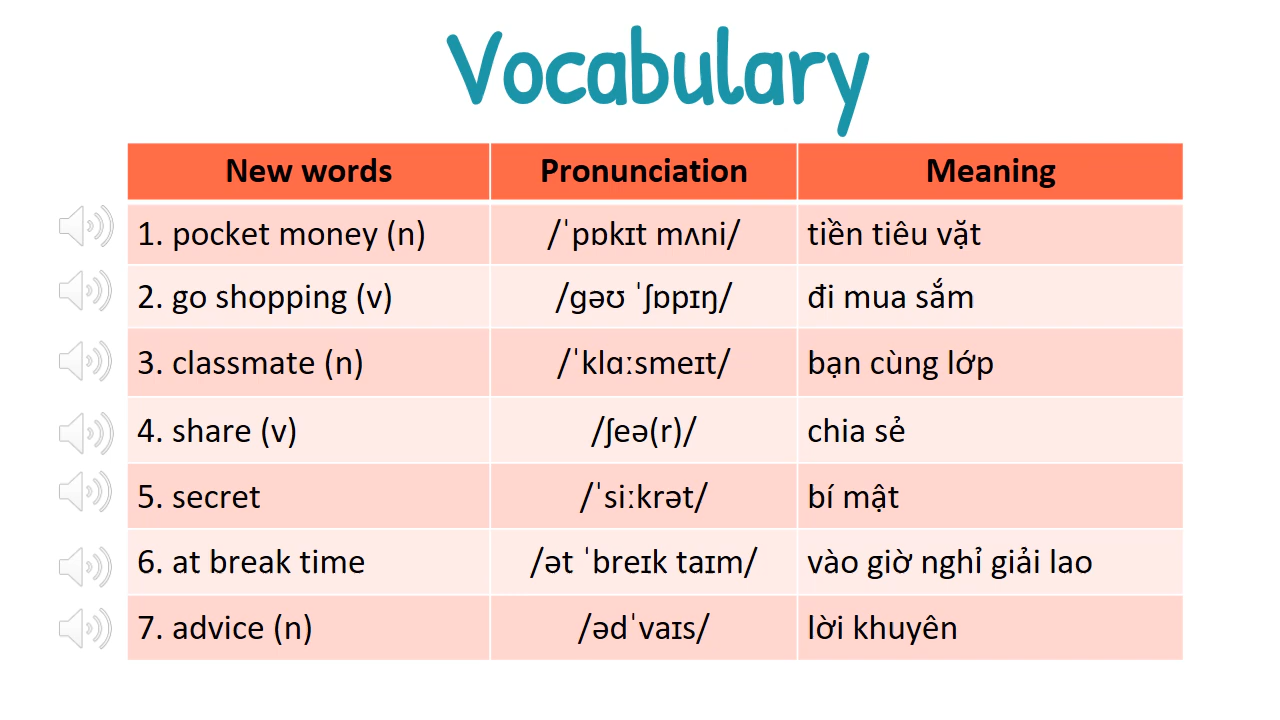 Vocabulary
New words Pronunciation Meaning
1. pocket money (n) /ˈpɒkɪt mʌni/ tiền tiêu vặt
2. go shopping (v) /ɡəʊ ˈʃɒppɪŋ/ đi mua sắm
3. classmate (n) /ˈklɑːsmeɪt/ bạn cùng lớp
4. share (v) /ʃeə(r)/ chia sẻ
5. secret /ˈsiːkrət/ bí mật
6. at break time /ət ˈbreɪk taɪm/ vào giờ nghỉ giải lao
7. advice (n) /ədˈvaɪs/ lời khuyên